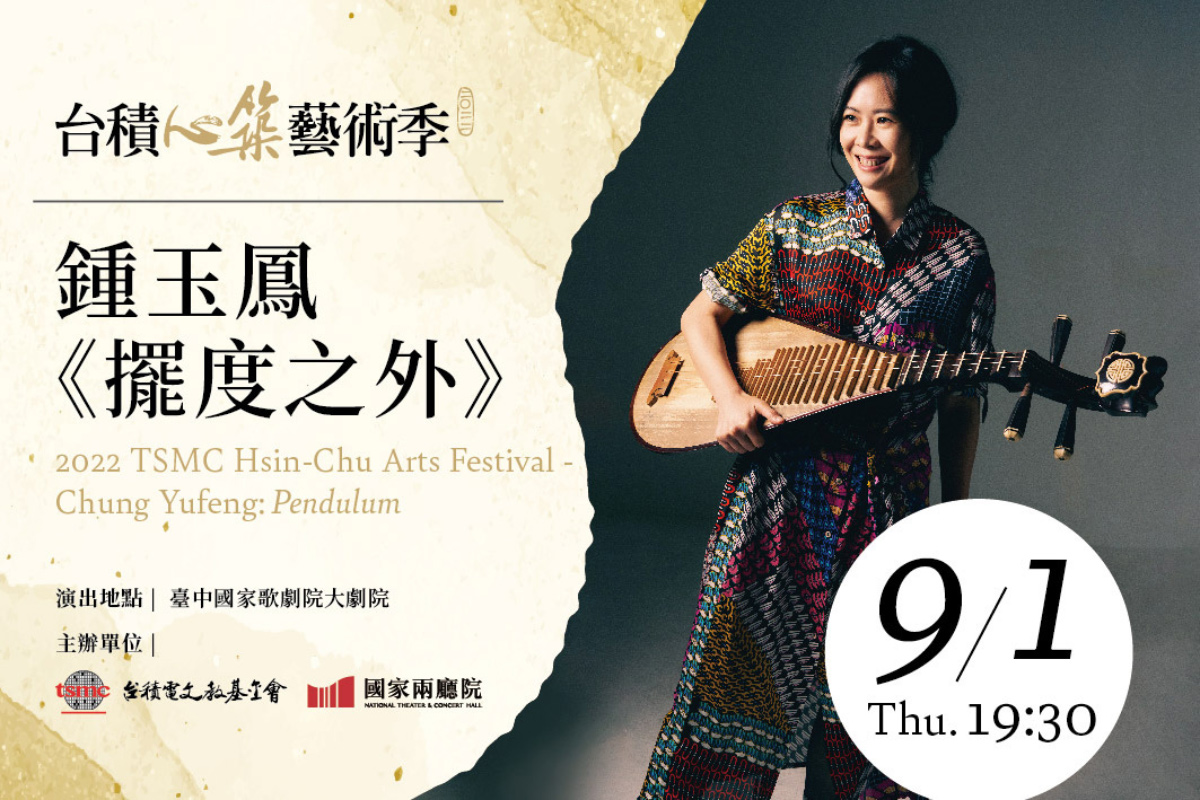 台積心築藝術季
鍾玉鳳
《擺度之外》
2022 TSMC Hsin-Chu Arts Festival -
Chung Yufeng: Pendulum
演出地點｜ 臺中國家歌劇院大劇院
主辦單位｜
tsmc 台積電文教基金會 國家兩廳院
NATIONAL THEATER & CONCERT HALL
9/1
Thu. 19:30